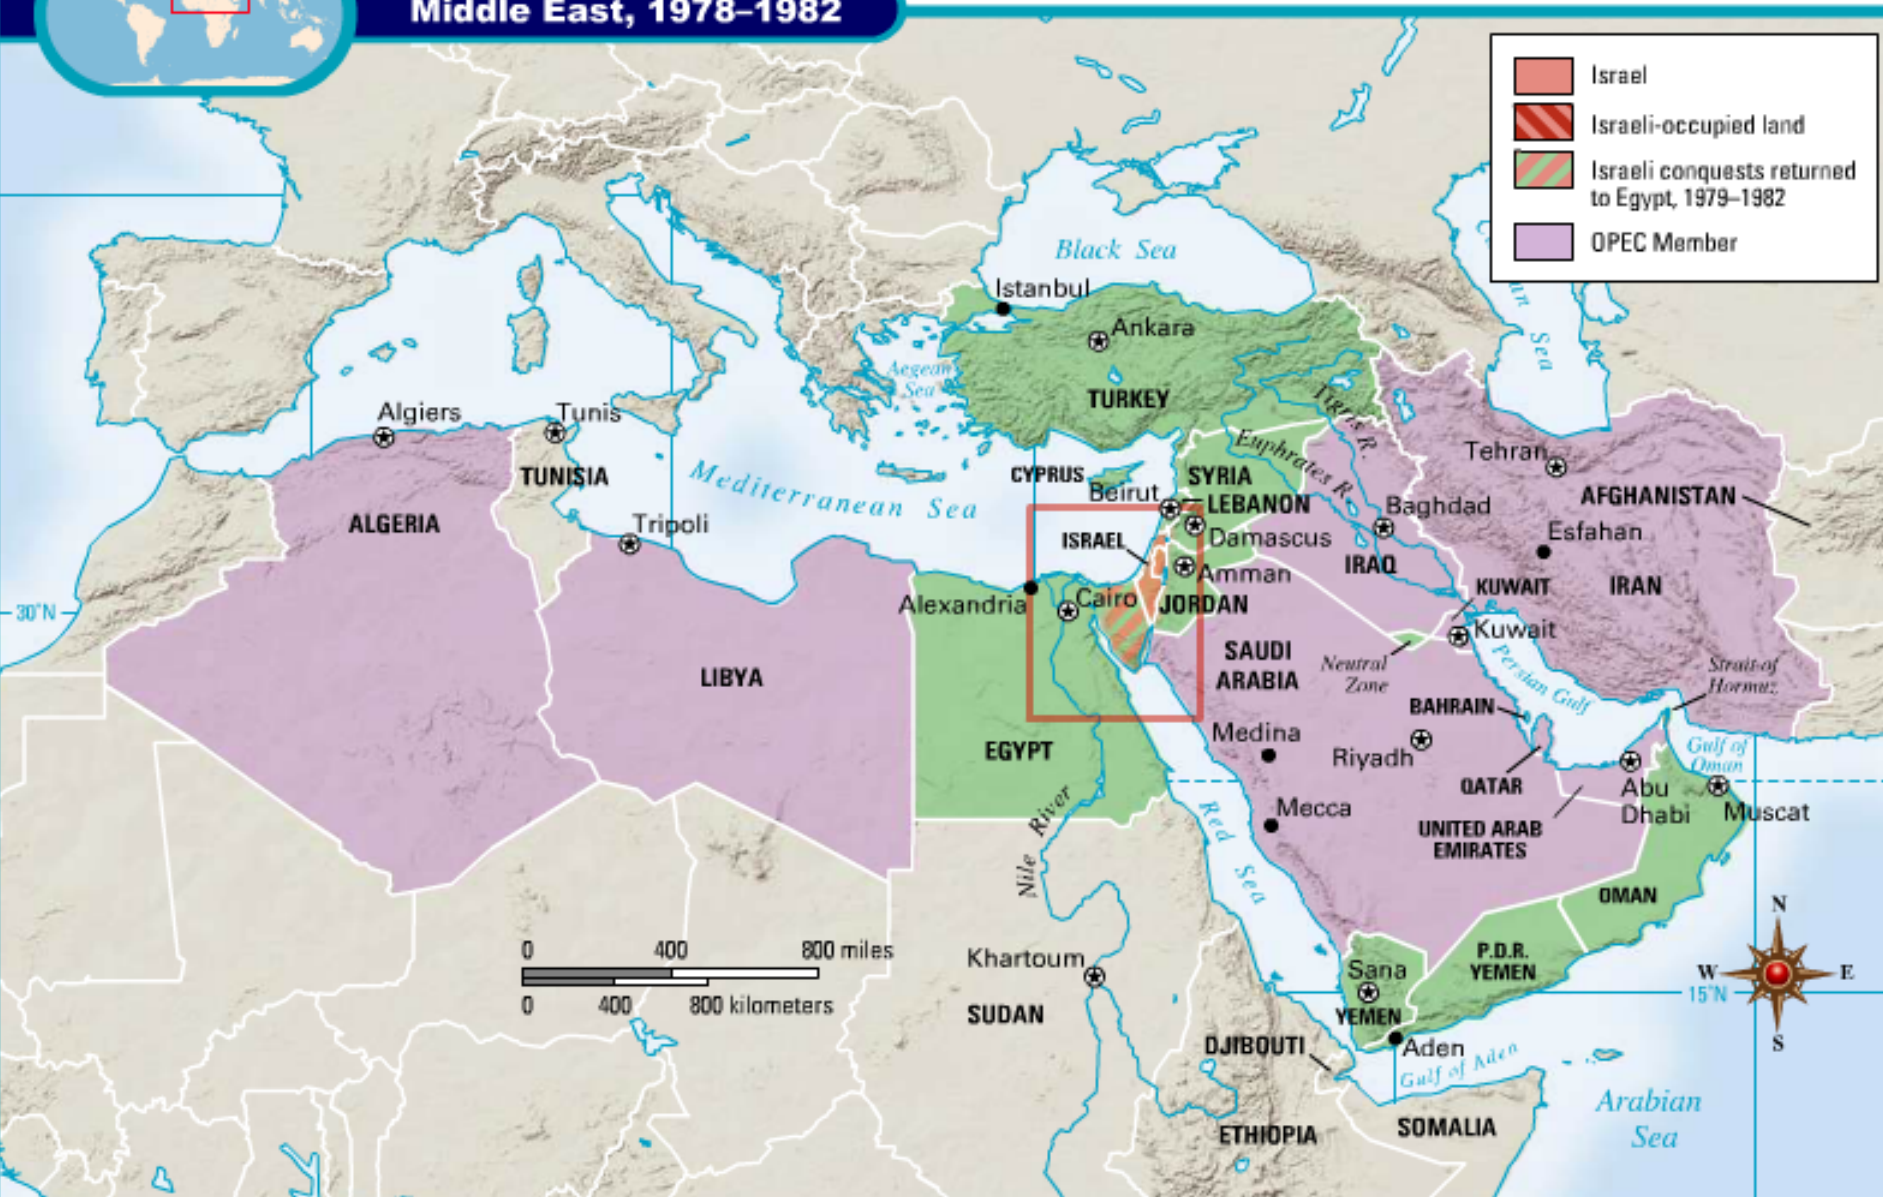 Middle East, 1978–1982
Israel
Israeli-occupied land
Israeli conquests returned
to Egypt, 1979–1982
OPEC Member
Black Sea
Istanbul
Ankara
TURKEY
Aegean
Sea
Sea
Tigris R.
Euphrates R.
Algiers
Tunis
TUNISIA
Mediterranean Sea
CYPRUS
SYRIA
Beirut
LEBANON
Tehran
AFGHANISTAN
ALGERIA
Tripoli
ISRAEL
Damascus
Baghdad
Esfahan
Amman
IRAQ
KUWAIT
IRAN
30°N
Alexandria
Cairo
JORDAN
Kuwait
LIBYA
SAUDI
ARABIA
Neutral
Zone
Persian Gulf
Strait of
Hormuz
BAHRAIN
EGYPT
Medina
Riyadh
Gulf of
Oman
QATAR
Abu
Dhabi
Muscat
Mecca
UNITED ARAB
EMIRATES
Nile River
Red Sea
OMAN
0 400 800 miles
0 400 800 kilometers
Khartoum
SUDAN
Sana
YEMEN
P.D.R.
YEMEN
N
W E
S
15°N
DJIBOUTI
Aden
Gulf of Aden
Arabian
Sea
ETHIOPIA
SOMALIA